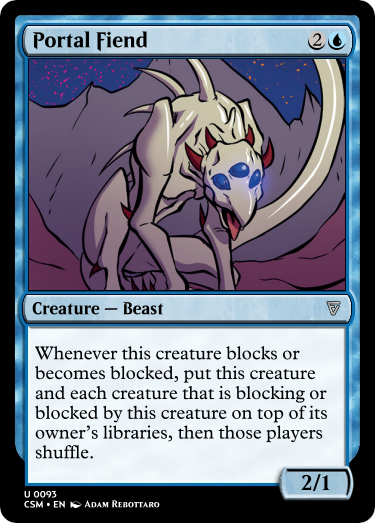 Portal Fiend 2
Creature — Beast
Whenever this creature blocks or
becomes blocked, put this creature
and each creature that is blocking or
blocked by this creature on top of its
owner's libraries, then those players
shuffle.
2/1
U 0093
CSM • EN Adam Rebottaro